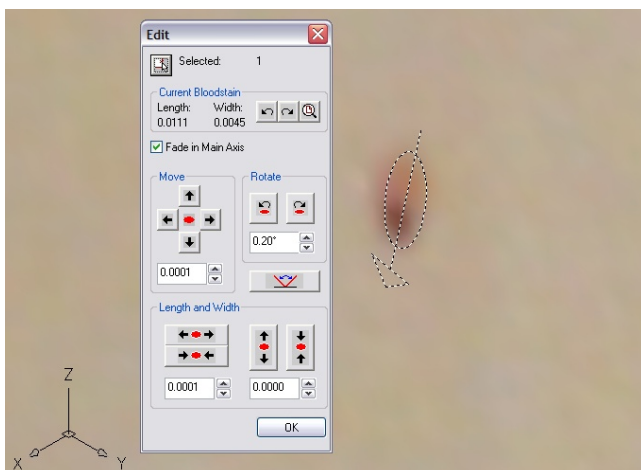 Edit
Selected: 1
Current Bloodstain
Length: Width:
0.0111 0.0045
Fade in Main Axis
Move
Rotate
0.20°
0.0001
Length and Width
0.0001
0.0000
OK
Z
X
Y